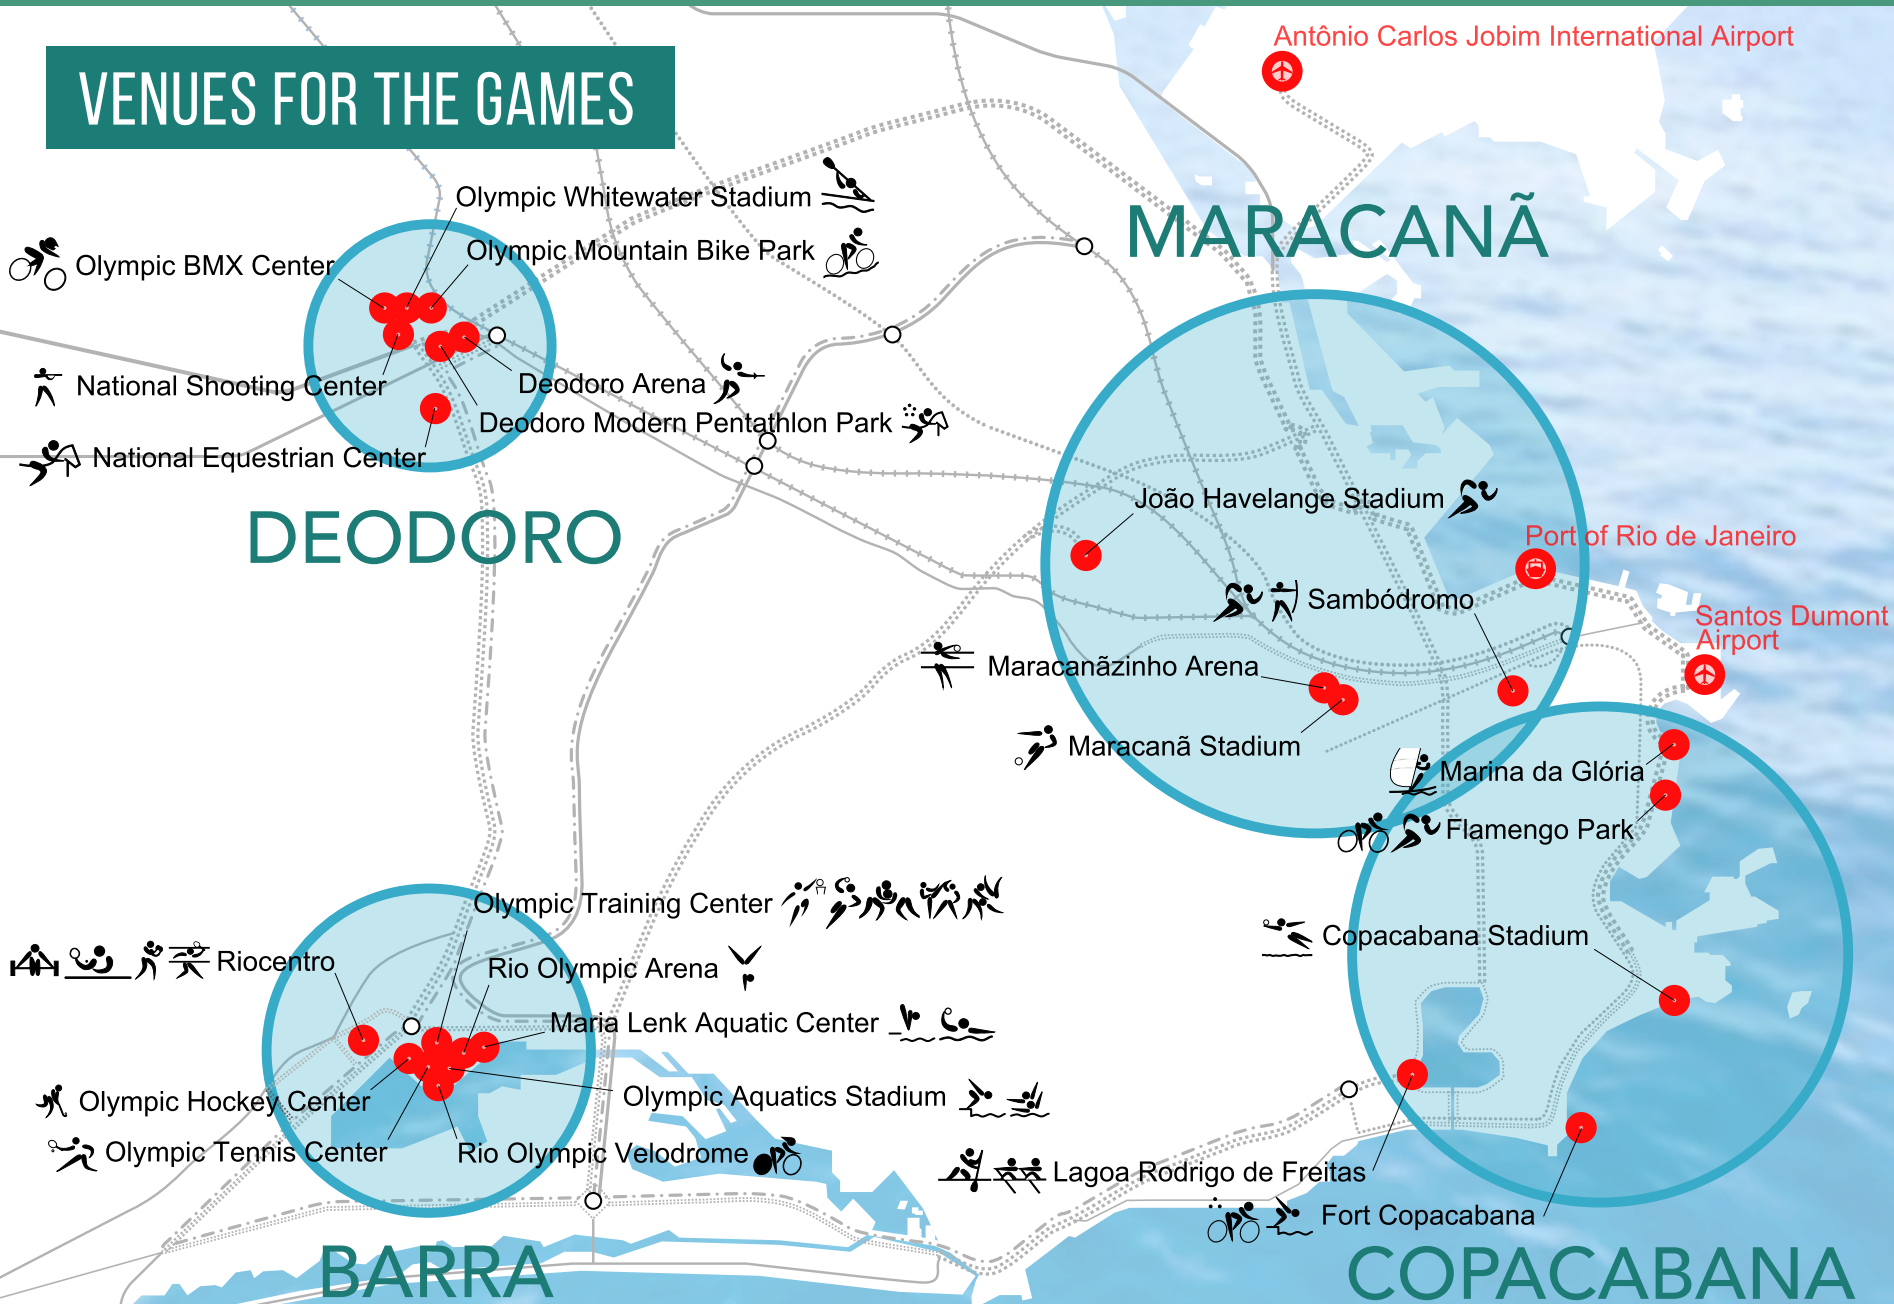 VENUES FOR THE GAMES
Antônio Carlos Jobim International Airport
Olympic Whitewater Stadium
Olympic Mountain Bike Park
Olympic BMX Center
MARACANÃ
National Shooting Center
Deodoro Arena
Deodoro Modern Pentathlon Park
National Equestrian Center
DEODORO
João Havelange Stadium
Port of Rio de Janeiro
Sambódromo
Santos Dumont
Airport
Maracanãzinho Arena
Maracanã Stadium
Marina da Glória
Flamengo Park
Olympic Training Center
Copacabana Stadium
Riocentro
Rio Olympic Arena
Maria Lenk Aquatic Center
Olympic Hockey Center
Olympic Aquatics Stadium
Olympic Tennis Center
Rio Olympic Velodrome
Lagoa Rodrigo de Freitas
Fort Copacabana
BARRA
COPACABANA